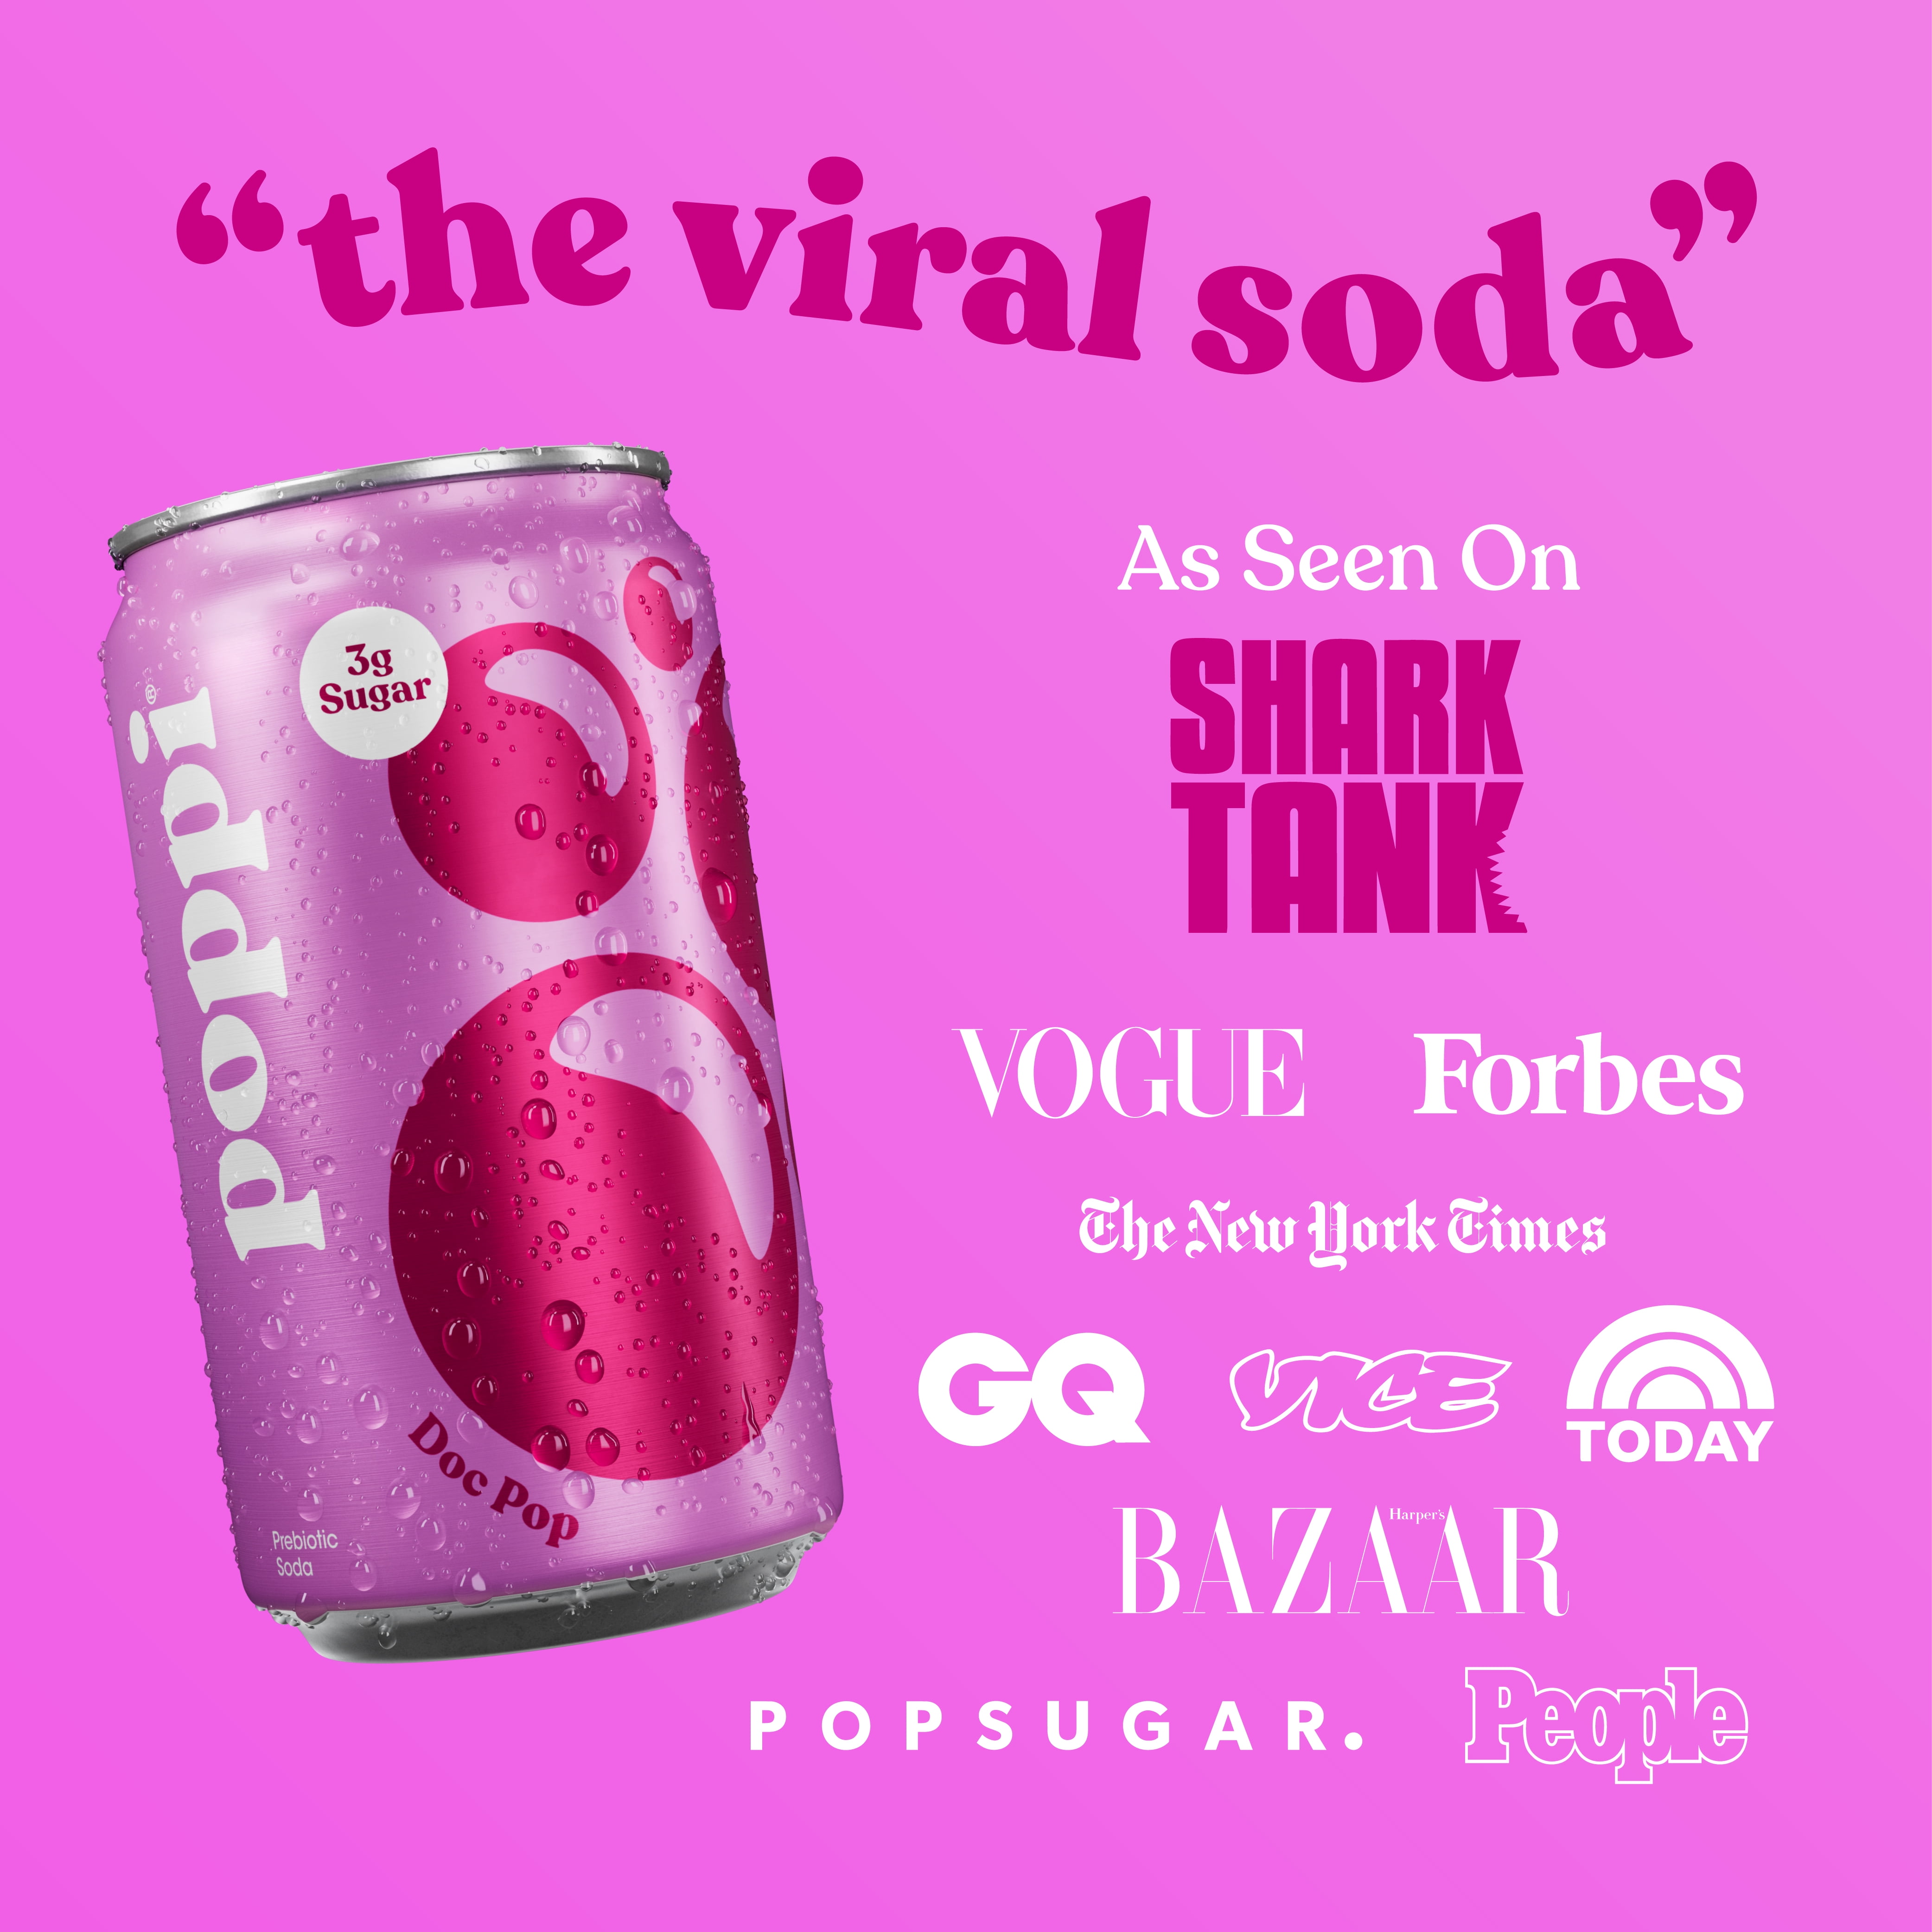 “the viral soda”
3g
Sugar
poppi®
Doc Pop
Prebiotic
Soda
As Seen On
SHARK
TANK
VOGUE Forbes
The New York Times
GQ VICE TODAY
Harper's
BAZAAR
POPSUGAR. People